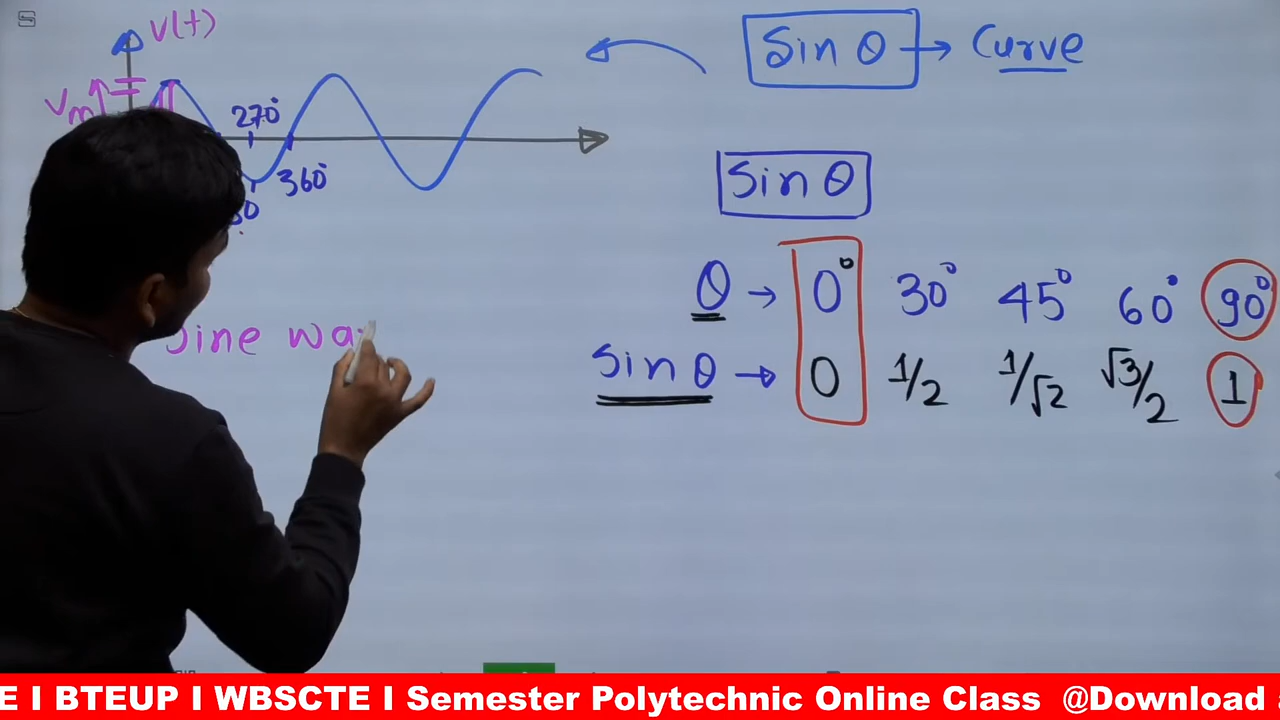 V(t)
Sin θ → Curve
Vm
270°
360°
Sin θ
θ → 0° 30° 45° 60° 90°
Sin θ → 0 1/2 1/√2 √3/2 1
Sine wa
E I BTEUP I WBSCTE I Semester Polytechnic Online Class @Download